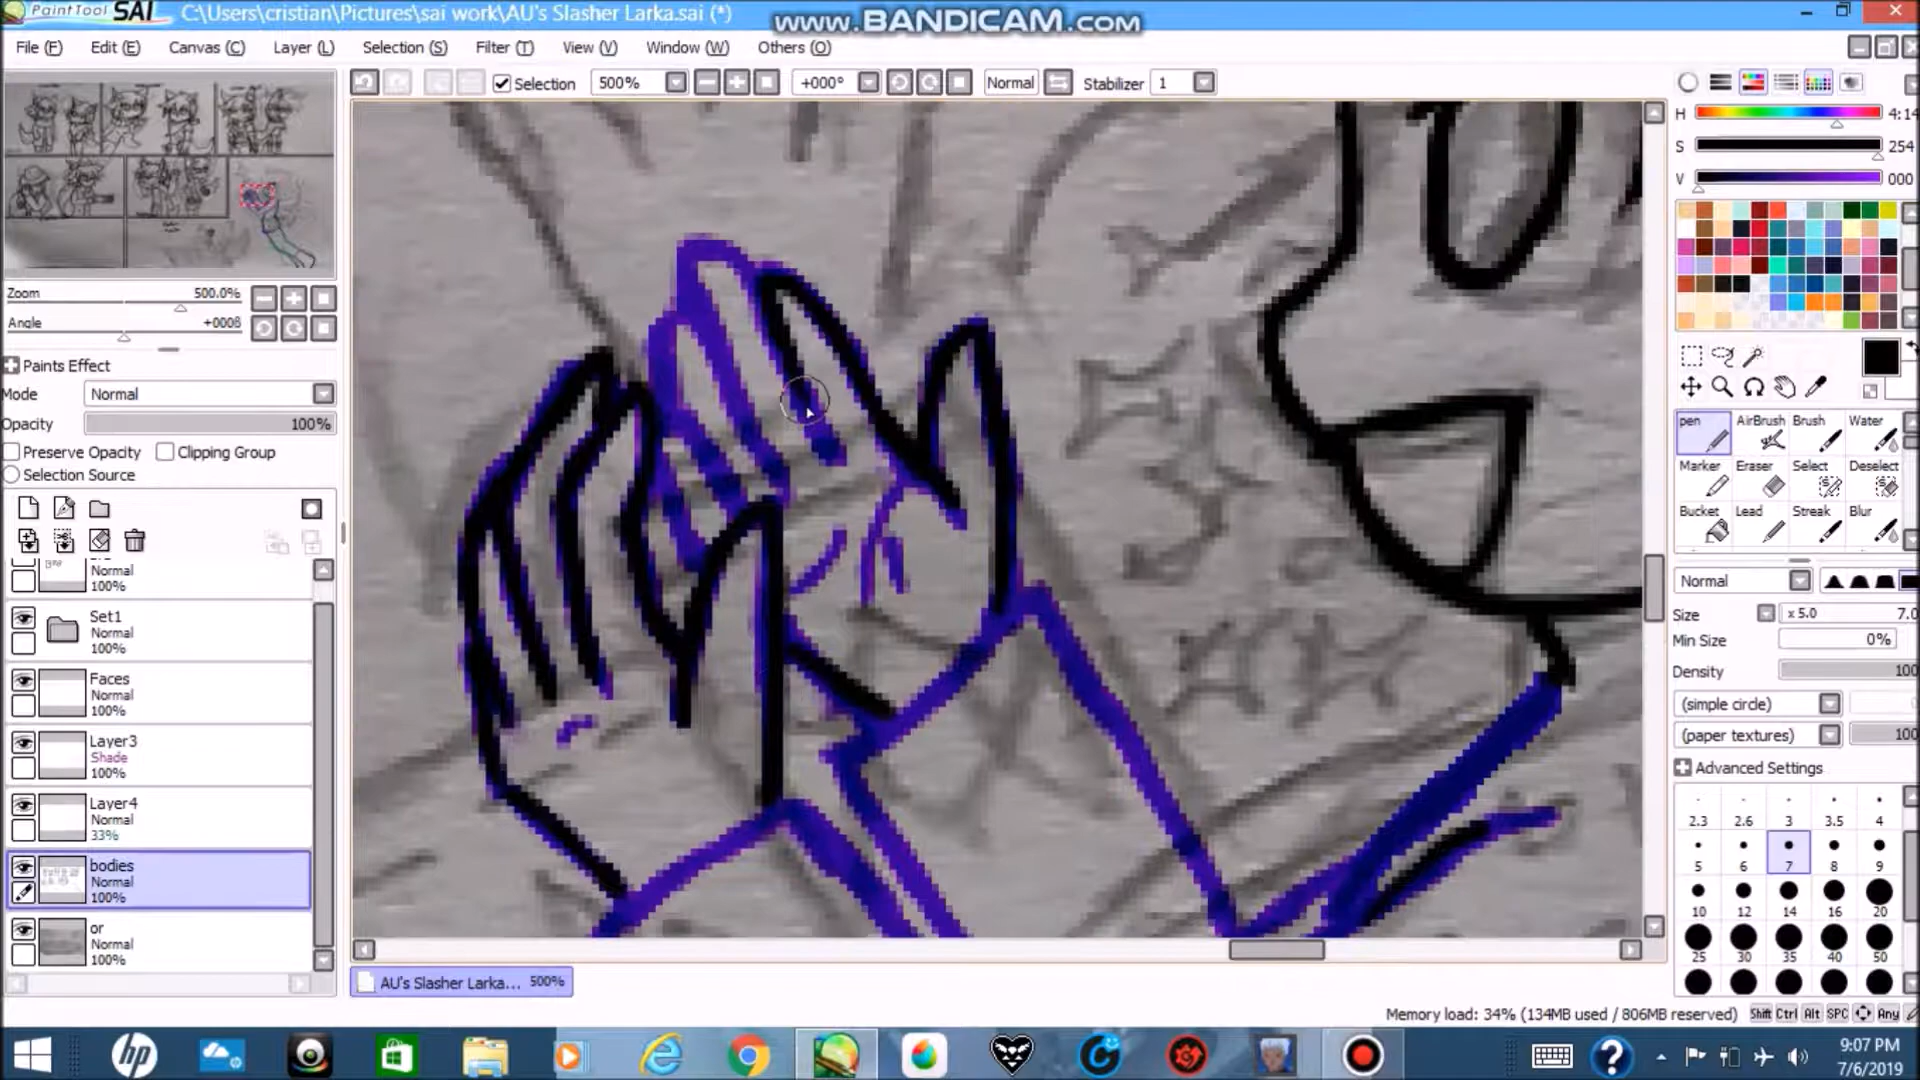 PaintTool SAI C:\Users\cristian\Pictures\sai work\AU's Slasher Larka.sai (*)
www.BANDICAM.com
File (F) Edit (E) Canvas (C) Layer (L) Selection (S) Filter (T) View (V) Window (W) Others (O)
Selection 500% +000° Normal Stabilizer 1
H 4:14
S 254
V 000
Zoom 500.0%
Angle +000ß
Paints Effect
Mode Normal
Opacity 100%
Preserve Opacity Clipping Group
Selection Source
Normal
100%
Set1
Normal
100%
Faces
Normal
100%
Layer3
Shade
100%
Layer4
Normal
33%
bodies
Normal
100%
or
Normal
100%
pen AirBrush Brush Water
Marker Eraser Select Deselect
Bucket Lead Streak Blur
Normal
Size x 5.0 7.0
Min Size 0%
Density 100
(simple circle)
(paper textures) 100
Advanced Settings
2.3 2.6 3 3.5 4
5 6 7 8 9
10 12 14 16 20
25 30 35 40 50
AU's Slasher Larka... 500%
Memory load: 34% (134MB used / 806MB reserved) Shift Ctrl Alt SPC Any
9:07 PM
7/6/2019